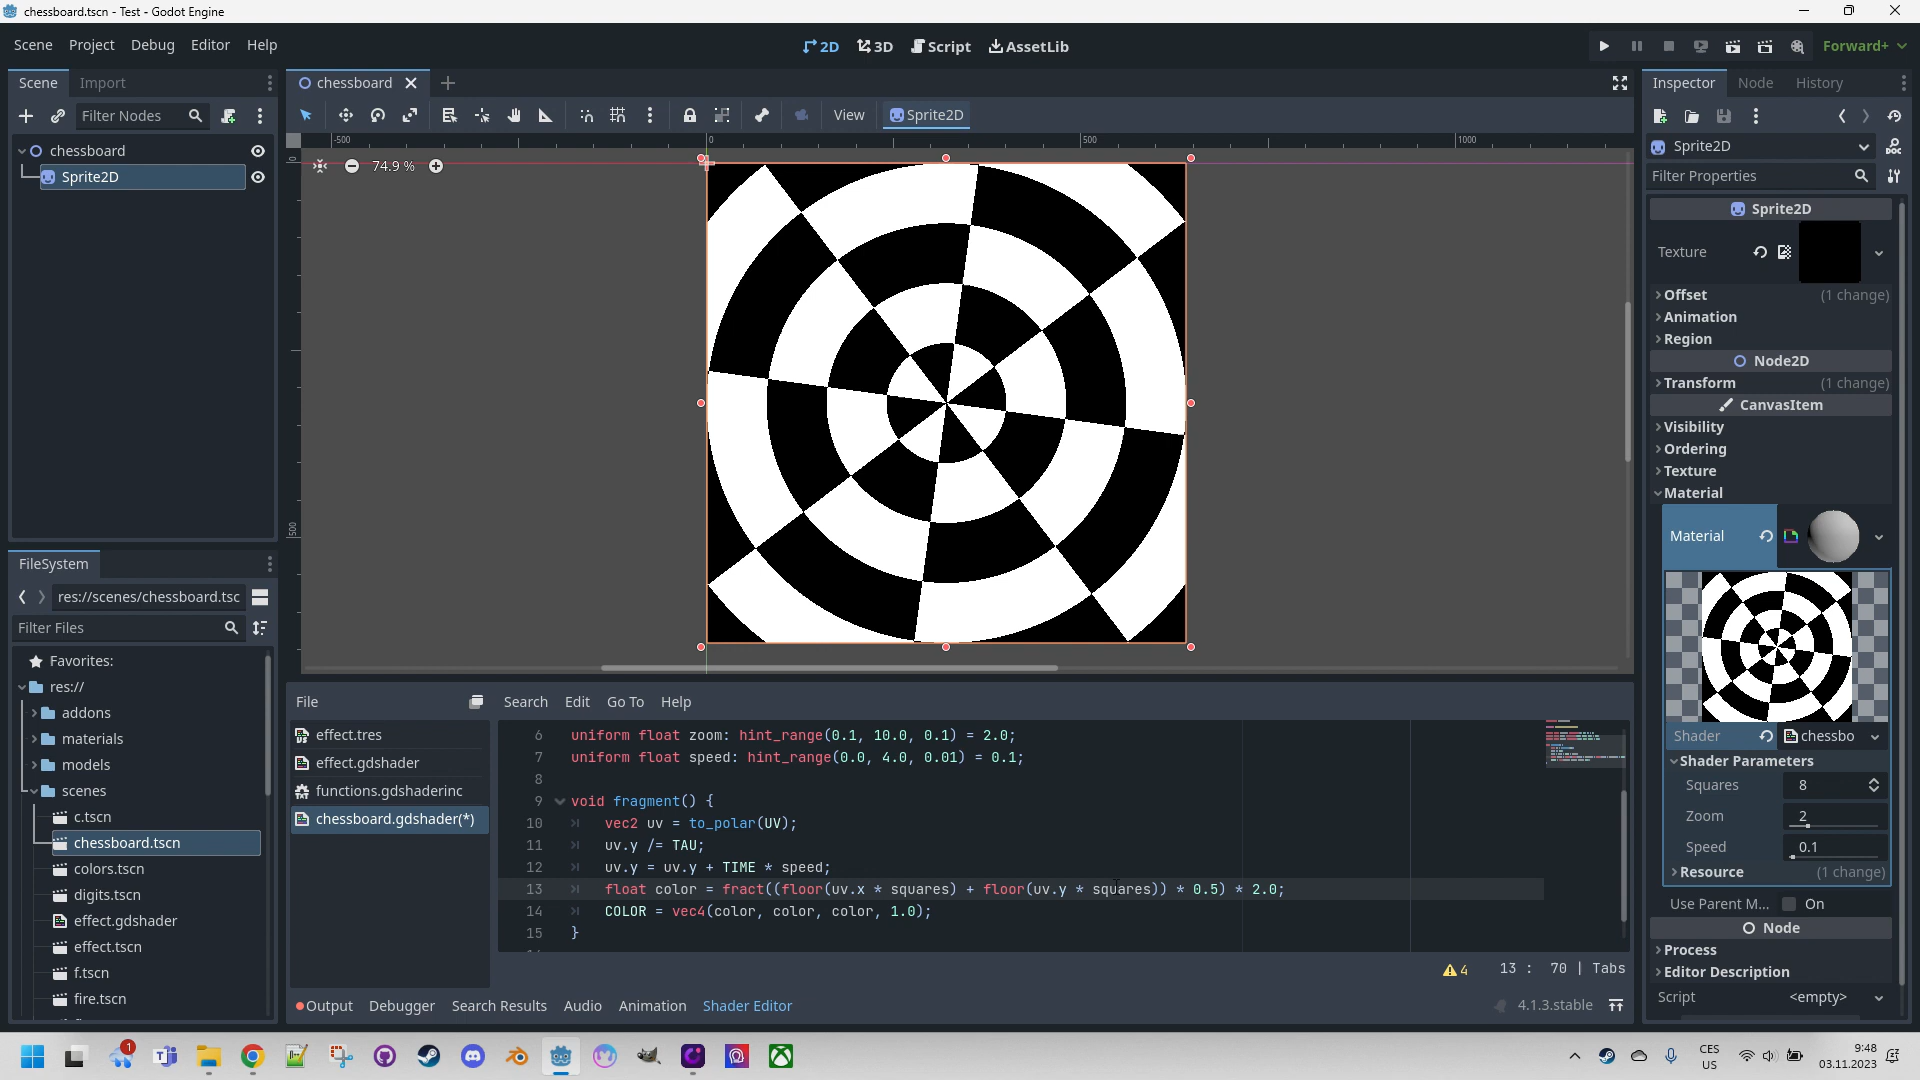 chessboard.tscn - Test - Godot Engine
Scene Project Debug Editor Help
2D 3D Script AssetLib
Forward+
Scene Import
chessboard
Inspector Node History
Filter Nodes
View Sprite2D
chessboard
Sprite2D
-500 0 500 1000
0
500
74.9 %
Sprite2D
Filter Properties
Sprite2D
Texture
Offset (1 change)
Animation
Region
Node2D
Transform (1 change)
CanvasItem
Visibility
Ordering
Texture
Material
Material
Shader chessbo
Shader Parameters
Squares 8
Zoom 2
Speed 0.1
Resource (1 change)
Use Parent M... On
Node
Process
Editor Description
Script <empty>
FileSystem
res://scenes/chessboard.tsc
Filter Files
Favorites:
res://
addons
materials
models
scenes
c.tscn
chessboard.tscn
colors.tscn
digits.tscn
effect.gdshader
effect.tscn
f.tscn
fire.tscn
File Search Edit Go To Help
effect.tres
effect.gdshader
functions.gdshaderinc
chessboard.gdshader(*)
6 uniform float zoom: hint_range(0.1, 10.0, 0.1) = 2.0;
7 uniform float speed: hint_range(0.0, 4.0, 0.01) = 0.1;
8
9 void fragment() {
10 vec2 uv = to_polar(UV);
11 uv.y /= TAU;
12 uv.y = uv.y + TIME * speed;
13 float color = fract((floor(uv.x * squares) + floor(uv.y * squares)) * 0.5) * 2.0;
14 COLOR = vec4(color, color, color, 1.0);
15 }
4 13 : 70 | Tabs
Output Debugger Search Results Audio Animation Shader Editor 4.1.3.stable
1
CES
US
9:48
03.11.2023